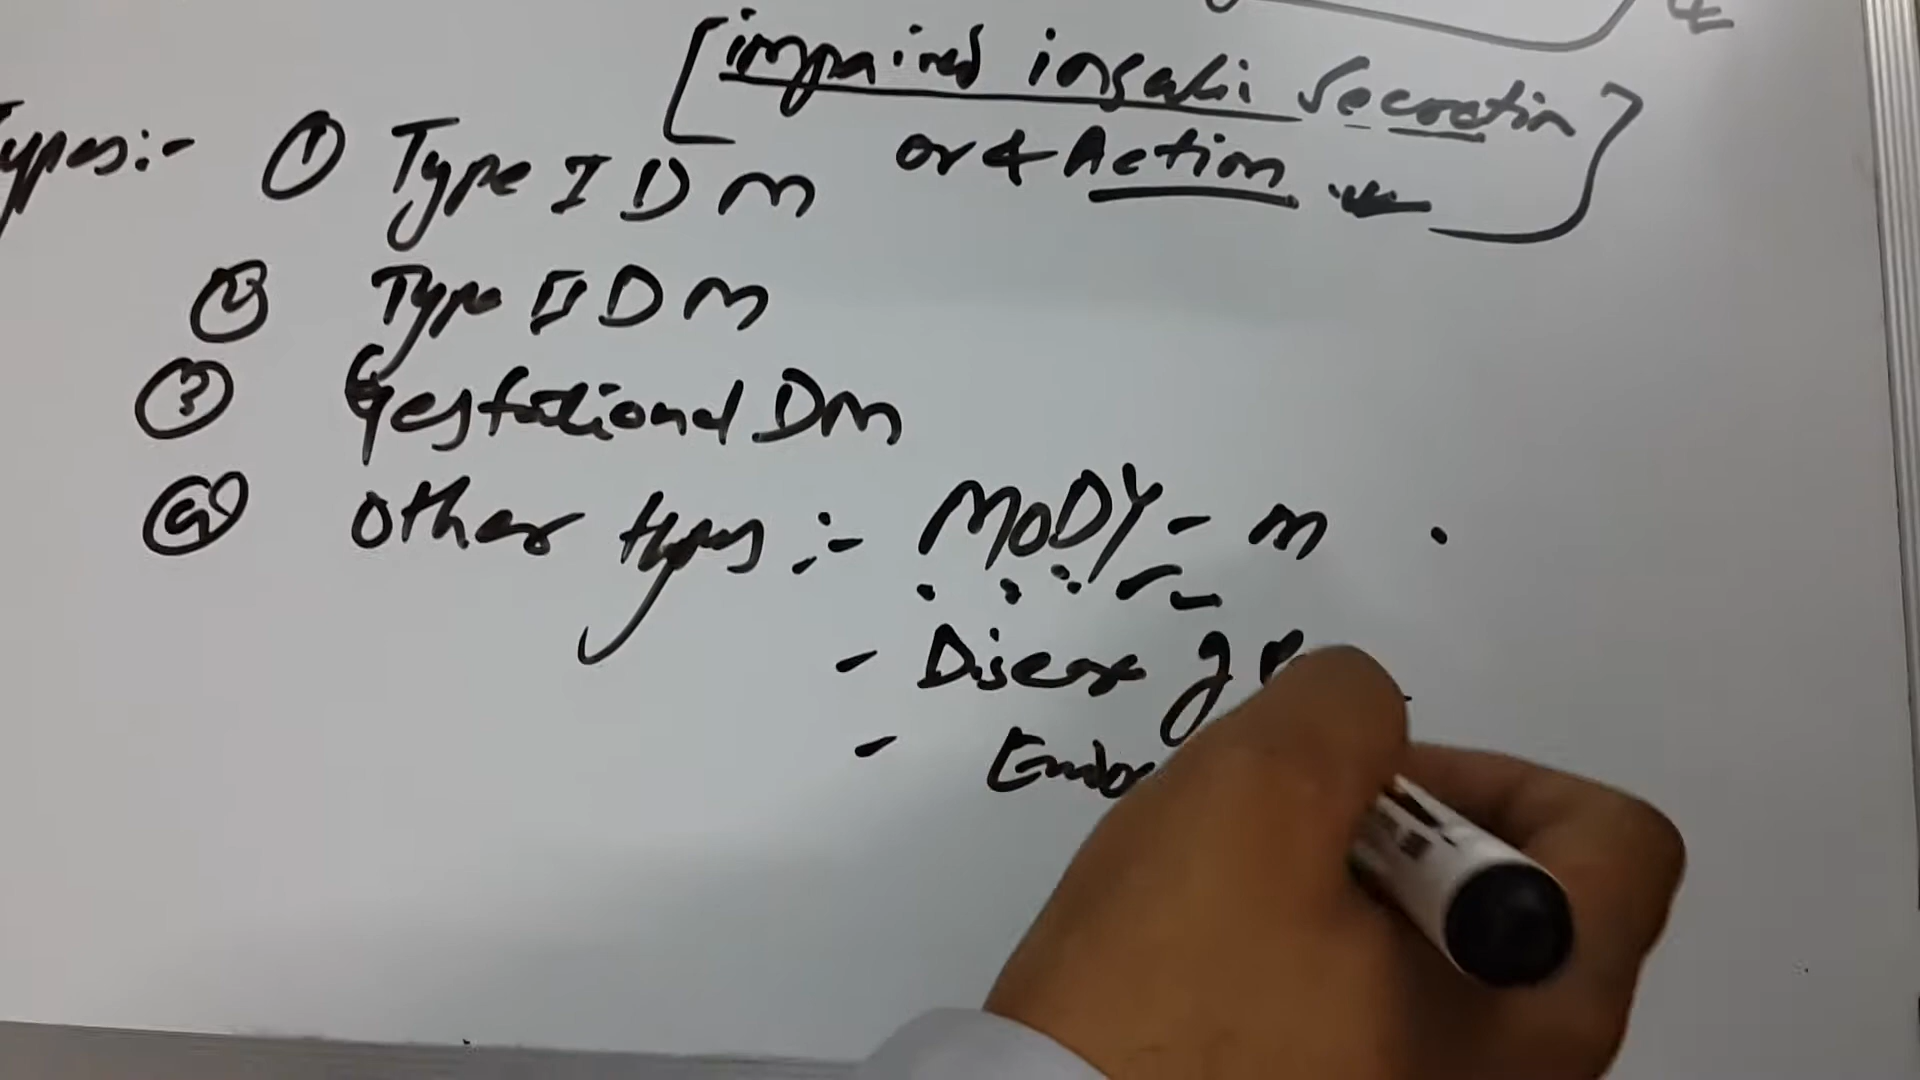 [impaired insulin Secretion
or & Action]
Types:- ① Type I DM
② Type II DM
③ Gestational DM
④ Other types :- MODY - m
- Disease
-